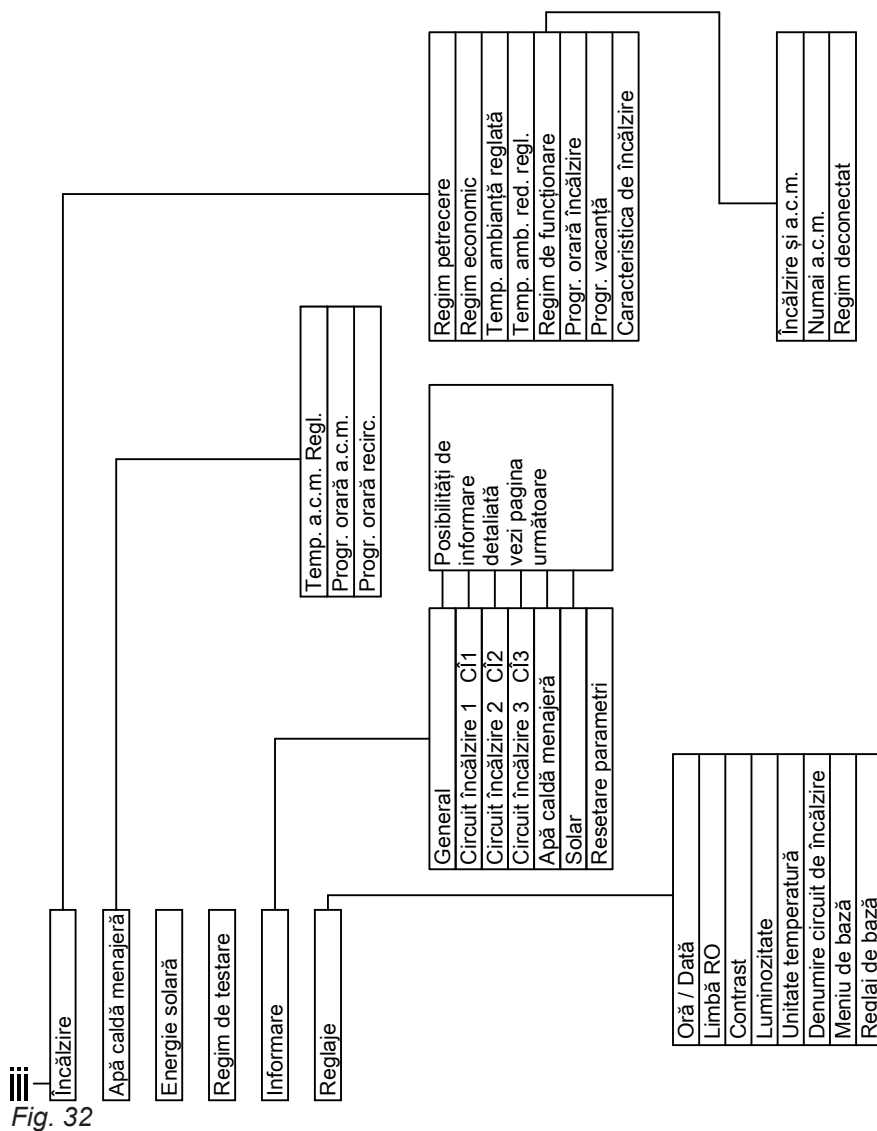 Încălzire
Apă caldă menajeră
Energie solară
Regim de testare
Informare
Reglaje
Regim petrecere
Regim economic
Temp. ambianță reglată
Temp. amb. red. regl.
Regim de funcționare
Progr. orară încălzire
Progr. vacanță
Caracteristica de încălzire
Încălzire și a.c.m.
Numai a.c.m.
Regim deconectat
Temp. a.c.m. Regl.
Progr. orară a.c.m.
Progr. orară recirc.
General
Circuit încălzire 1 CÎ1
Circuit încălzire 2 CÎ2
Circuit încălzire 3 CÎ3
Apă caldă menajeră
Solar
Resetare parametri
Posibilități de
informare
detaliată
vezi pagina
următoare
Oră / Dată
Limbă RO
Contrast
Luminozitate
Unitate temperatură
Denumire circuit de încălzire
Meniu de bază
Reglaj de bază
Fig. 32